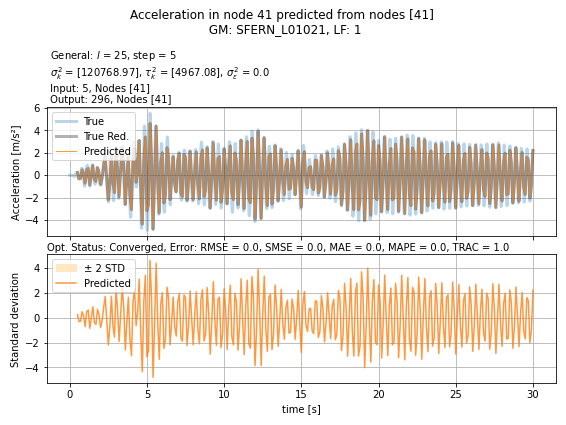 Acceleration in node 41 predicted from nodes [41]
GM: SFERN_L01021, LF: 1
General: l = 25, step = 5
σ²ₖ = [120768.97], τ²ₖ = [4967.08], σ²ₑ = 0.0
Input: 5, Nodes [41]
Output: 296, Nodes [41]
Acceleration [m/s²]
6
4
2
0
−2
−4
True
True Red.
Predicted
Opt. Status: Converged, Error: RMSE = 0.0, SMSE = 0.0, MAE = 0.0, MAPE = 0.0, TRAC = 1.0
Standard deviation
4
2
0
−2
−4
± 2 STD
Predicted
0 5 10 15 20 25 30
time [s]